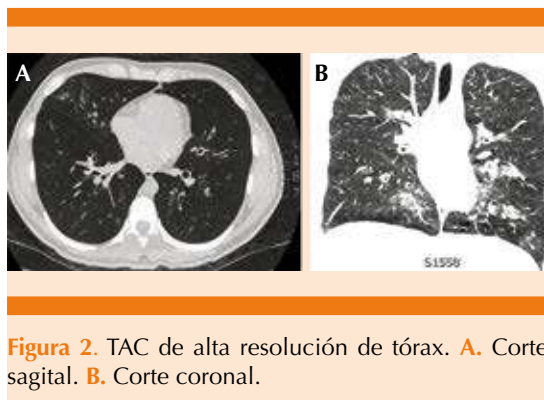 A
B
S1558
Figura 2. TAC de alta resolución de tórax. A. Corte
sagital. B. Corte coronal.